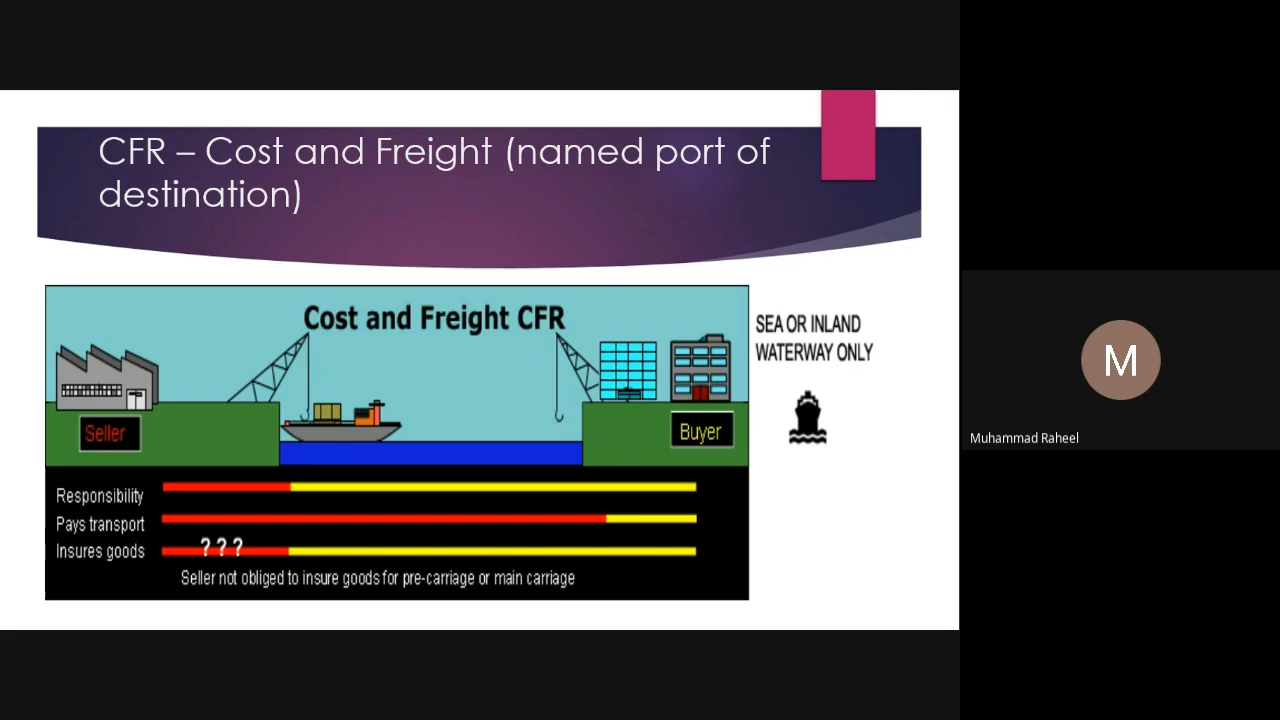 CFR – Cost and Freight (named port of
destination)
Cost and Freight CFR
SEA OR INLAND
WATERWAY ONLY
Seller
Buyer
Responsibility
Pays transport
Insures goods
? ? ?
Seller not obliged to insure goods for pre-carriage or main carriage
M
Muhammad Raheel